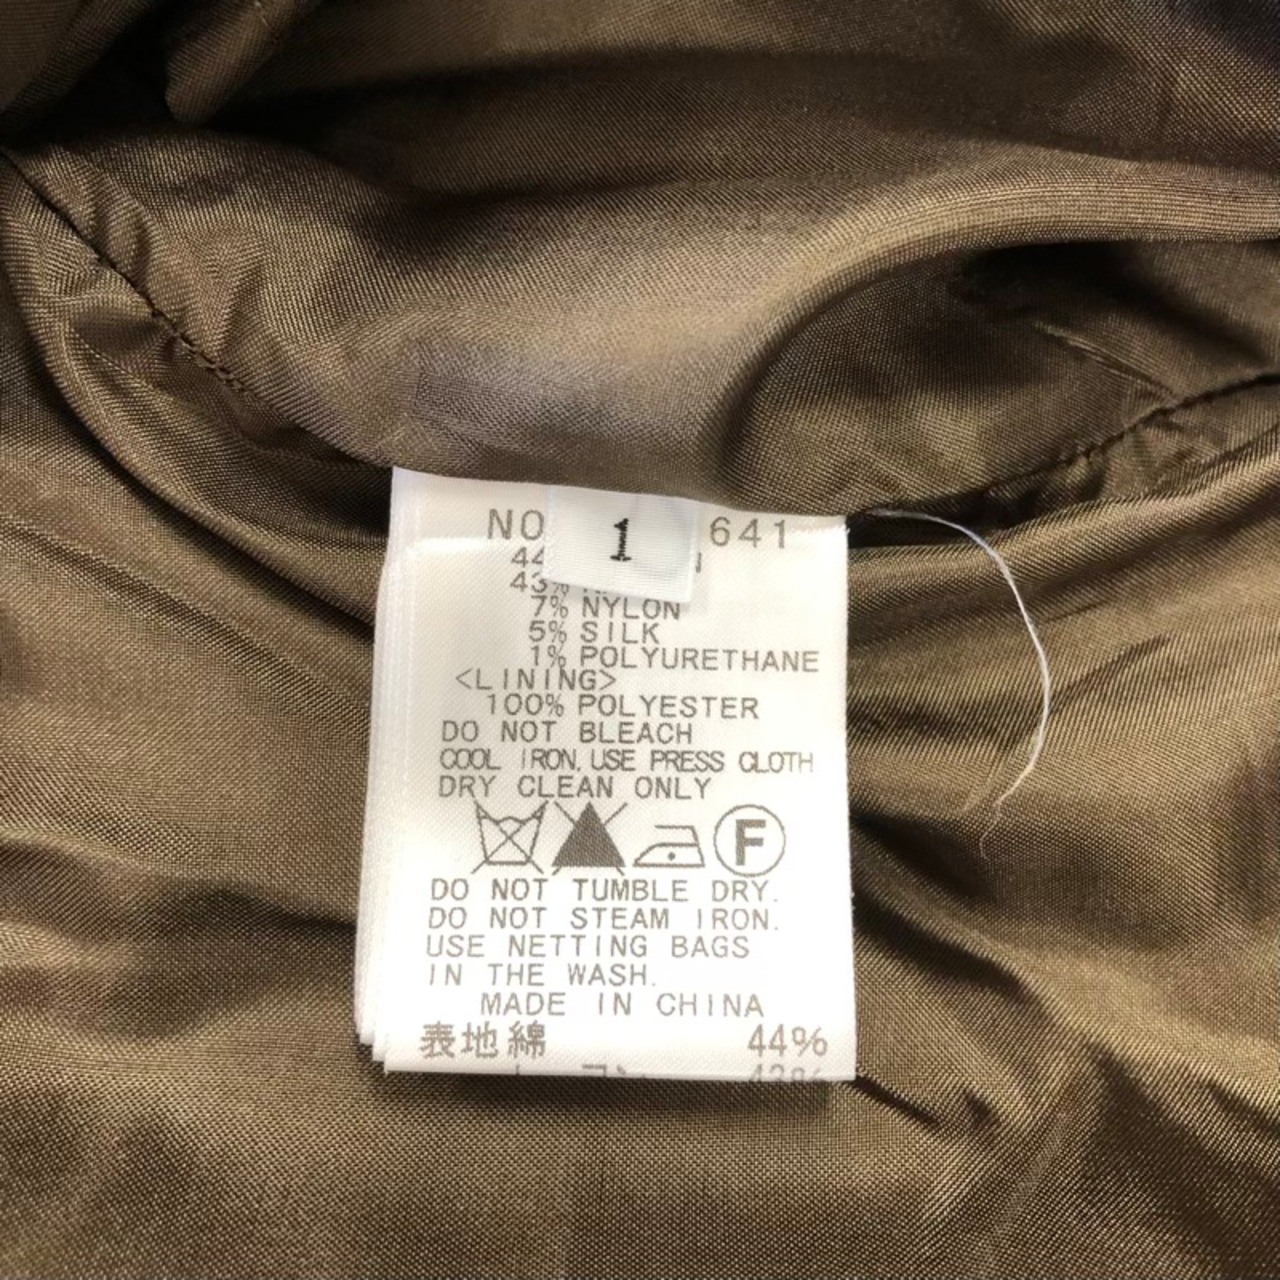 NO 1 641
44
43%
7% NYLON
5% SILK
1% POLYURETHANE
<LINING>
100% POLYESTER
DO NOT BLEACH
COOL IRON, USE PRESS CLOTH
DRY CLEAN ONLY
F
DO NOT TUMBLE DRY.
DO NOT STEAM IRON.
USE NETTING BAGS
IN THE WASH.
MADE IN CHINA
表地綿 44%